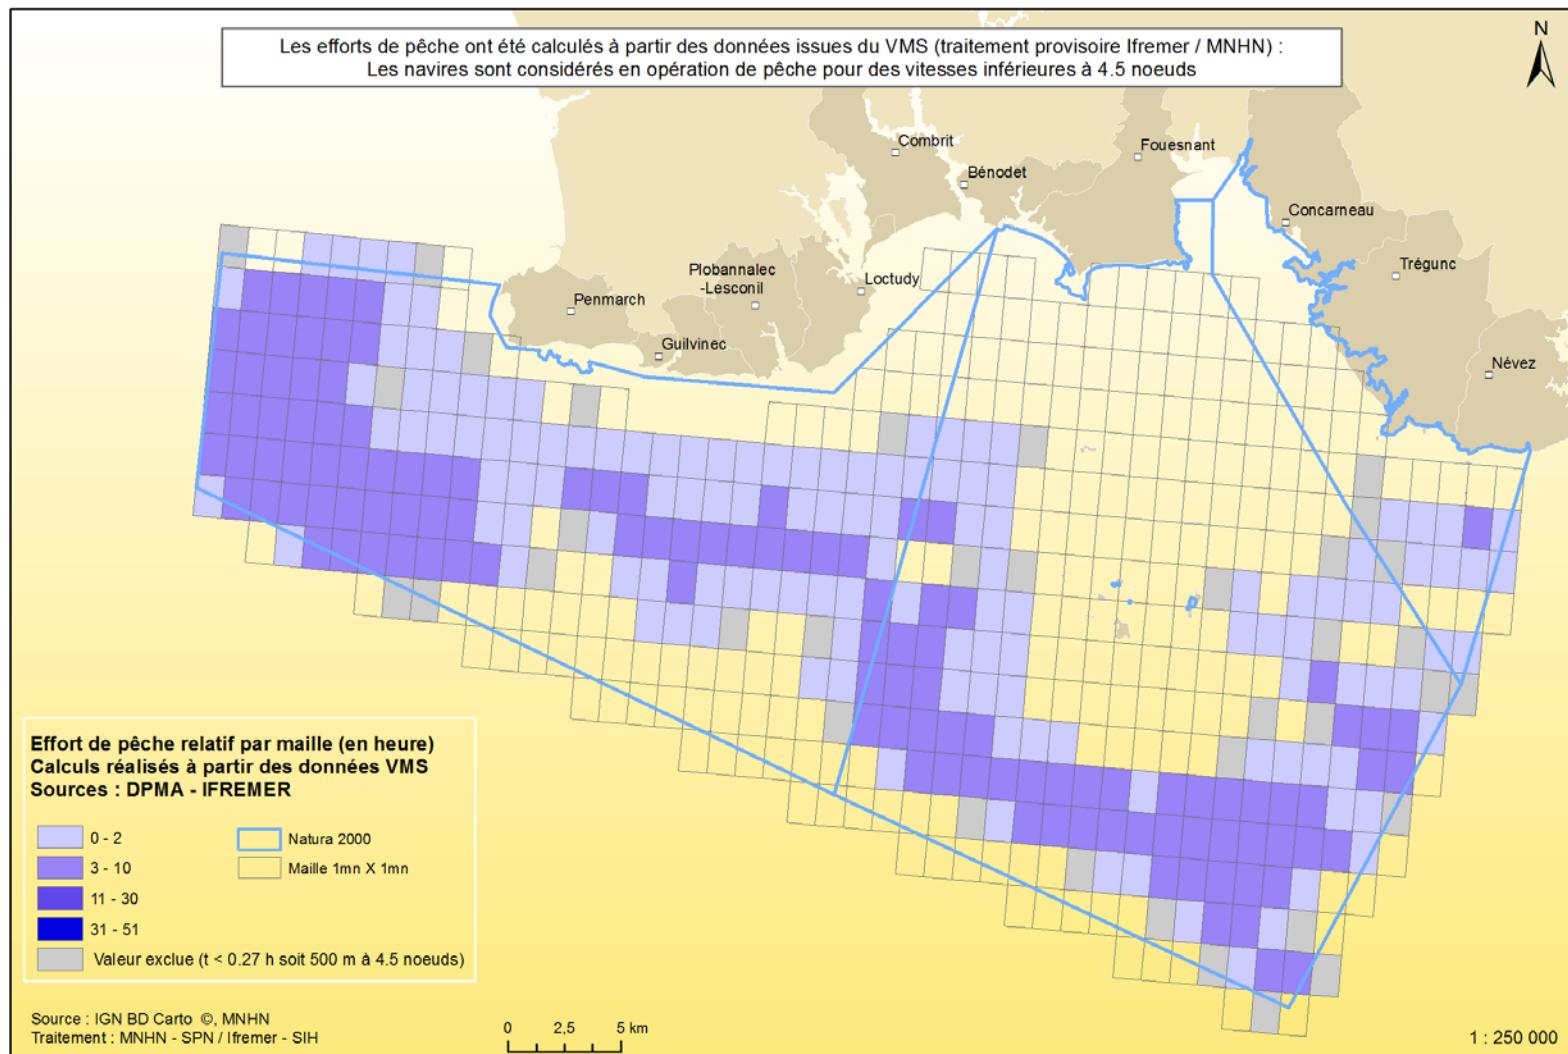 Les efforts de pêche ont été calculés à partir des données issues du VMS (traitement provisoire Ifremer / MNHN) :
Les navires sont considérés en opération de pêche pour des vitesses inférieures à 4.5 noeuds
N
Combrit
Fouesnant
Bénodet
Concarneau
Plobannalec
-Lesconil
Loctudy
Trégunc
Penmarch
Guilvinec
Névez
Effort de pêche relatif par maille (en heure)
Calculs réalisés à partir des données VMS
Sources : DPMA - IFREMER
0 - 2
Natura 2000
3 - 10
Maille 1mn X 1mn
11 - 30
31 - 51
Valeur exclue (t < 0.27 h soit 500 m à 4.5 noeuds)
Source : IGN BD Carto ©, MNHN
Traitement : MNHN - SPN / Ifremer - SIH
0 2,5 5 km
1 : 250 000